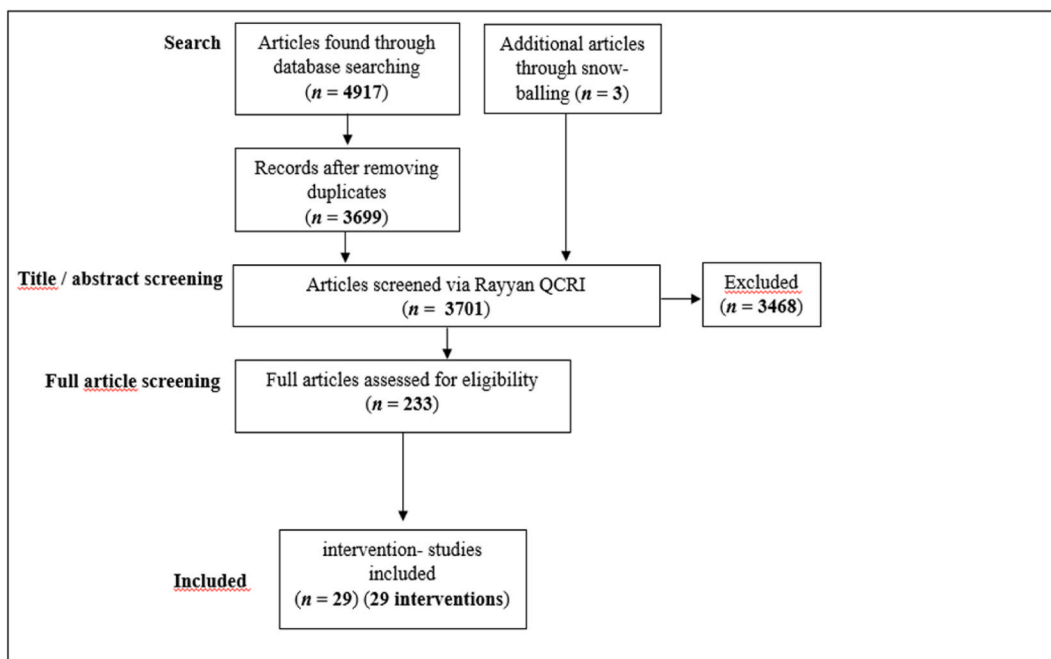 Search
Articles found through
database searching
(n = 4917)
Additional articles
through snow-
balling (n = 3)
Records after removing
duplicates
(n = 3699)
Title / abstract screening
Articles screened via Rayyan QCRI
(n = 3701)
Excluded
(n = 3468)
Full article screening
Full articles assessed for eligibility
(n = 233)
Included
intervention- studies
included
(n = 29) (29 interventions)